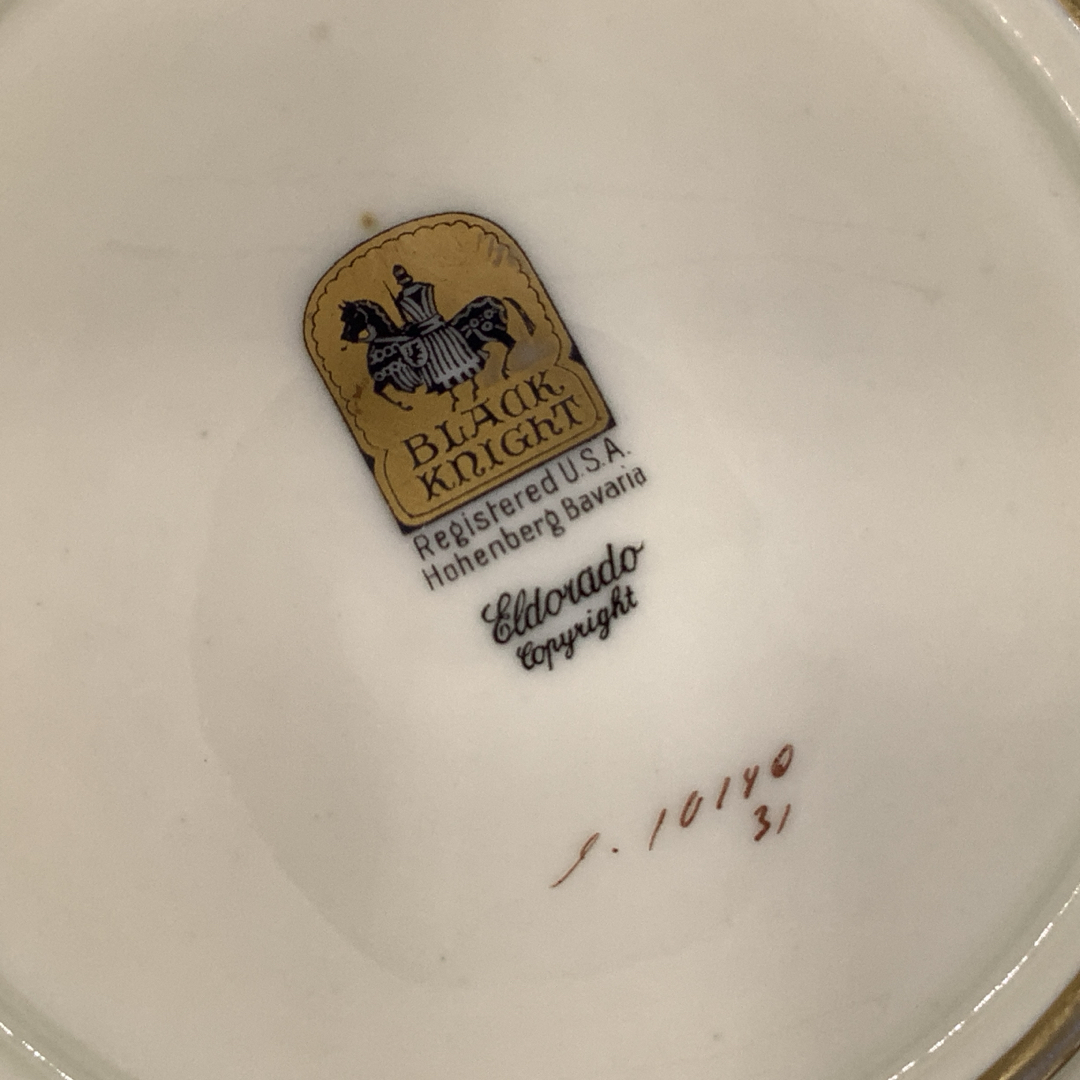 BLACK
KNIGHT
Registered U.S.A.
Hohenberg Bavaria
Eldorado
Copyright
J. 10140
31